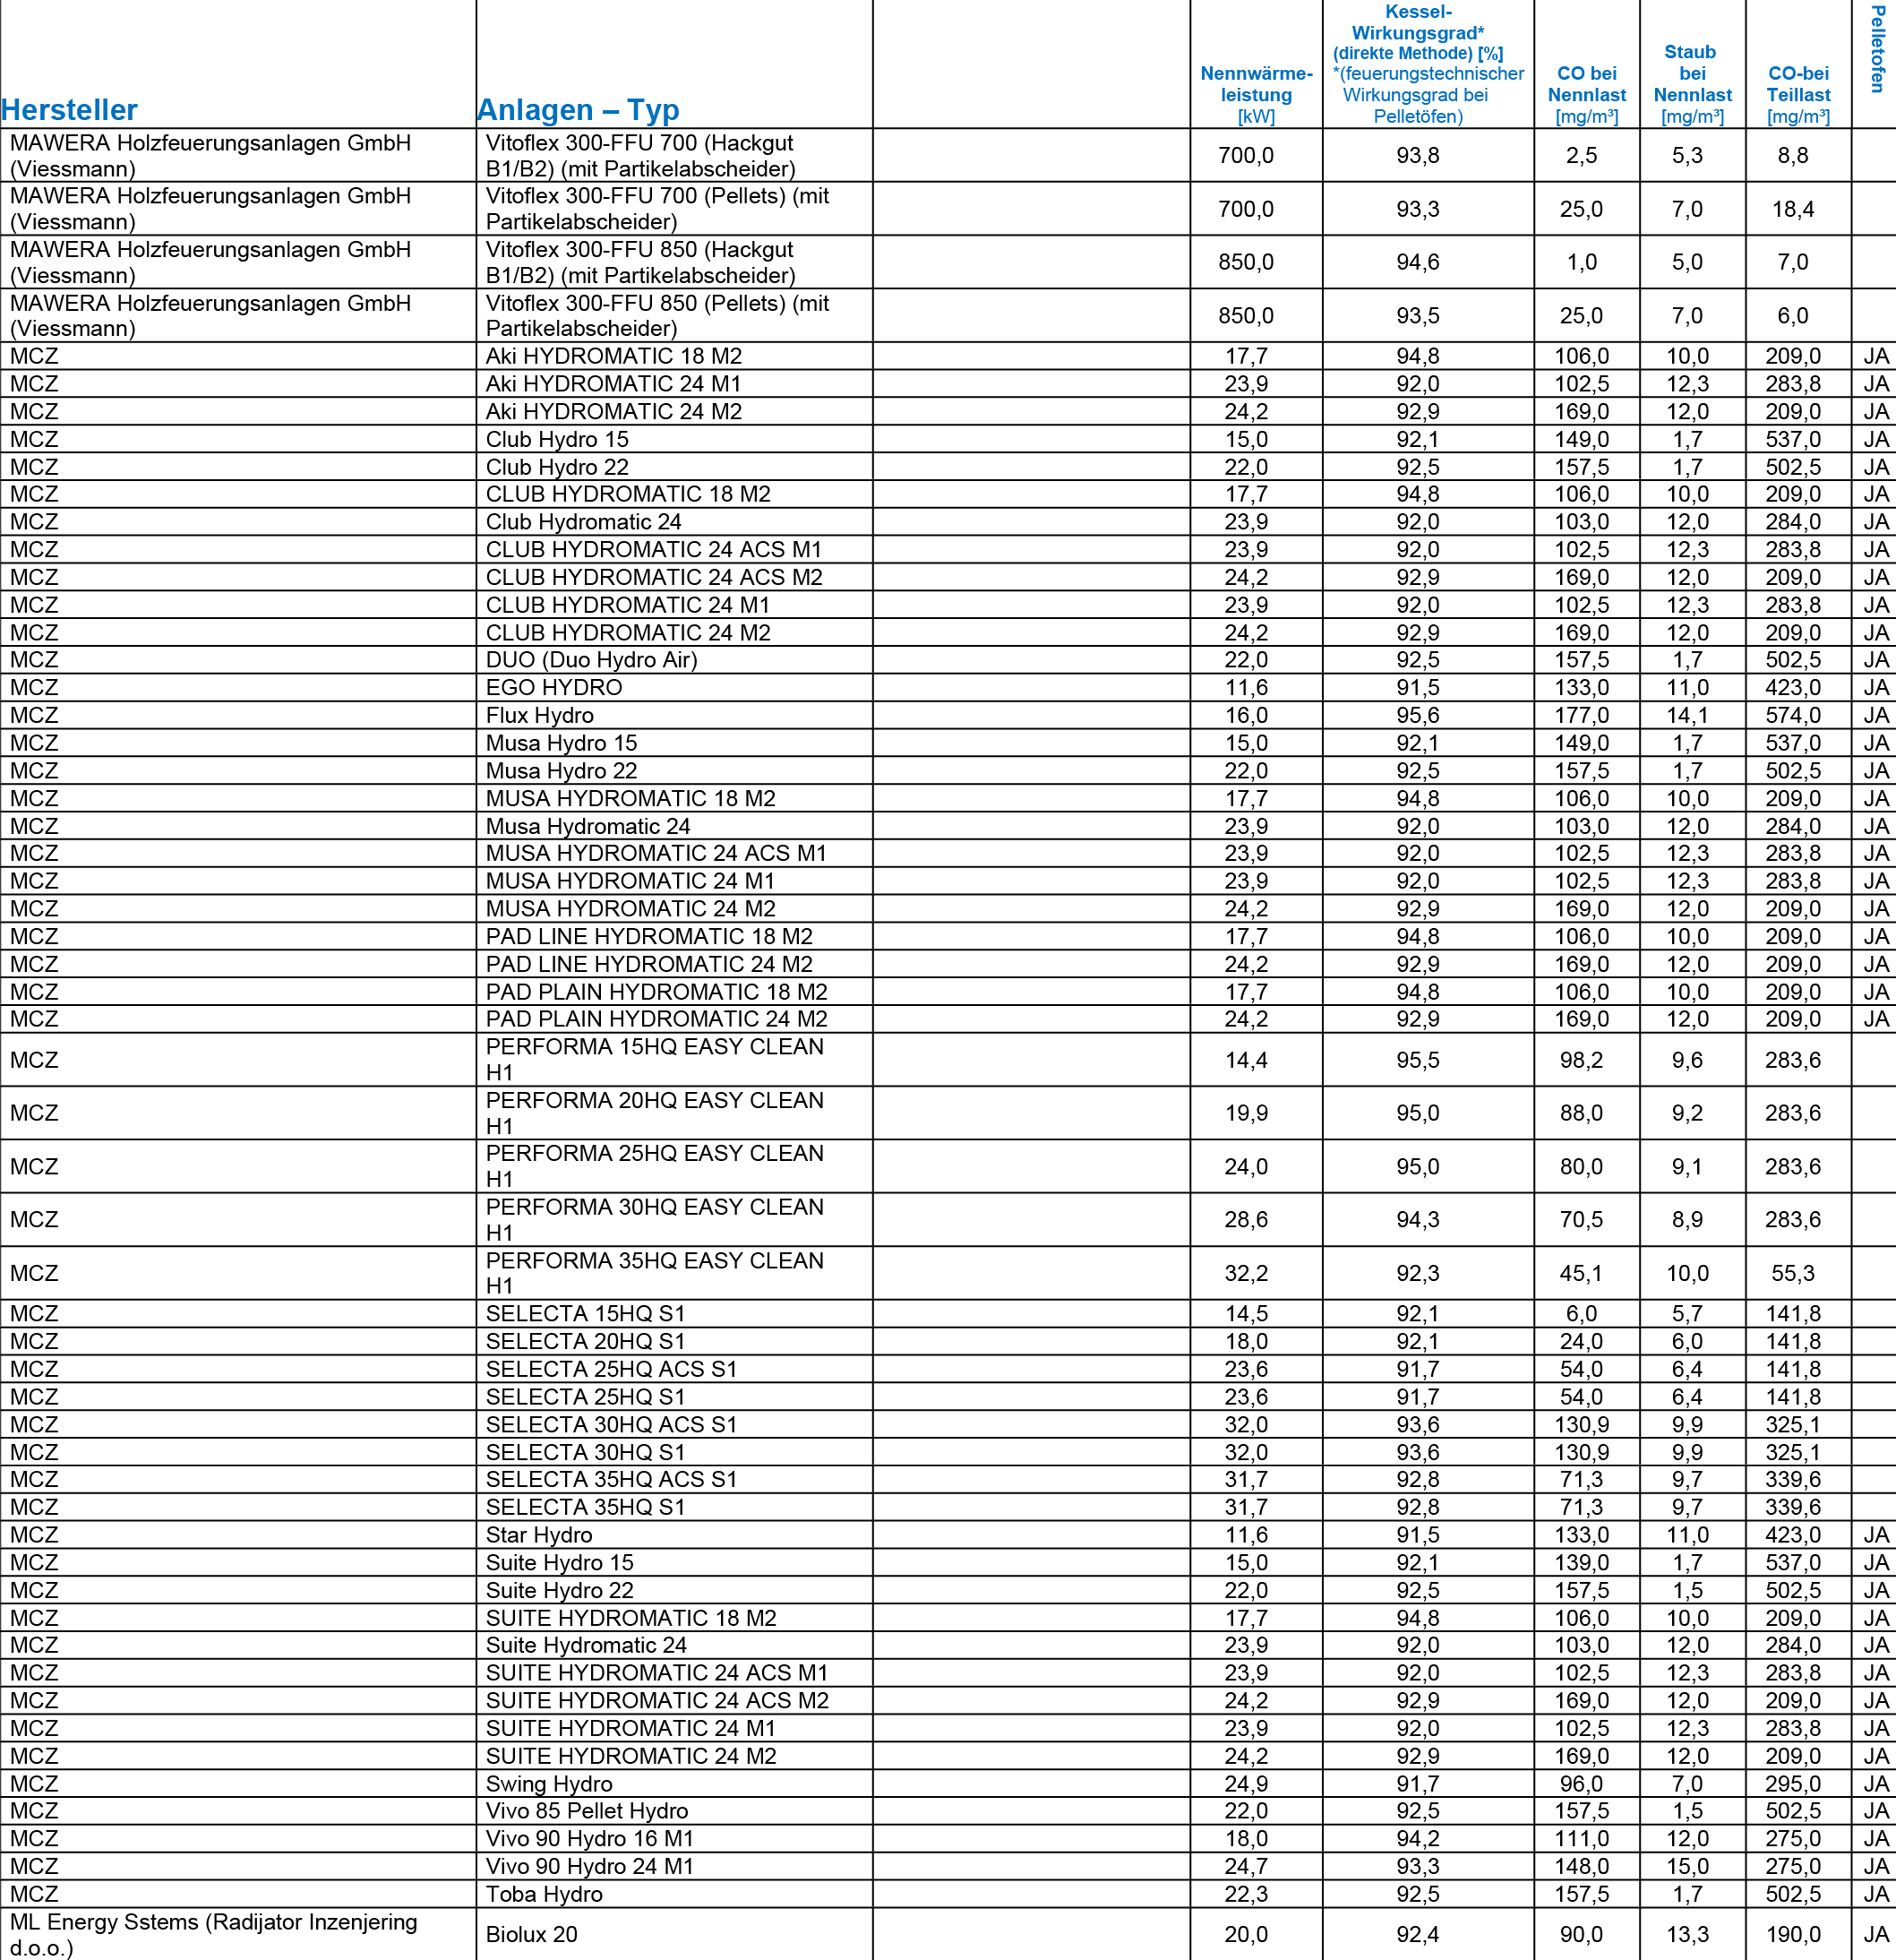 Hersteller Anlagen – Typ Nennwärme-leistung [kW] Kessel-Wirkungsgrad* (direkte Methode) [%] *(feuerungstechnischer Wirkungsgrad bei Pelletöfen) CO bei Nennlast [mg/m³] Staub bei Nennlast [mg/m³] CO-bei Teillast [mg/m³] Pelletofen
MAWERA Holzfeuerungsanlagen GmbH (Viessmann) Vitoflex 300-FFU 700 (Hackgut B1/B2) (mit Partikelabscheider) 700,0 93,8 2,5 5,3 8,8
MAWERA Holzfeuerungsanlagen GmbH (Viessmann) Vitoflex 300-FFU 700 (Pellets) (mit Partikelabscheider) 700,0 93,3 25,0 7,0 18,4
MAWERA Holzfeuerungsanlagen GmbH (Viessmann) Vitoflex 300-FFU 850 (Hackgut B1/B2) (mit Partikelabscheider) 850,0 94,6 1,0 5,0 7,0
MAWERA Holzfeuerungsanlagen GmbH (Viessmann) Vitoflex 300-FFU 850 (Pellets) (mit Partikelabscheider) 850,0 93,5 25,0 7,0 6,0
MCZ Aki HYDROMATIC 18 M2 17,7 94,8 106,0 10,0 209,0 JA
MCZ Aki HYDROMATIC 24 M1 23,9 92,0 102,5 12,3 283,8 JA
MCZ Aki HYDROMATIC 24 M2 24,2 92,9 169,0 12,0 209,0 JA
MCZ Club Hydro 15 15,0 92,1 149,0 1,7 537,0 JA
MCZ Club Hydro 22 22,0 92,5 157,5 1,7 502,5 JA
MCZ CLUB HYDROMATIC 18 M2 17,7 94,8 106,0 10,0 209,0 JA
MCZ Club Hydromatic 24 23,9 92,0 103,0 12,0 284,0 JA
MCZ CLUB HYDROMATIC 24 ACS M1 23,9 92,0 102,5 12,3 283,8 JA
MCZ CLUB HYDROMATIC 24 ACS M2 24,2 92,9 169,0 12,0 209,0 JA
MCZ CLUB HYDROMATIC 24 M1 23,9 92,0 102,5 12,3 283,8 JA
MCZ CLUB HYDROMATIC 24 M2 24,2 92,9 169,0 12,0 209,0 JA
MCZ DUO (Duo Hydro Air) 22,0 92,5 157,5 1,7 502,5 JA
MCZ EGO HYDRO 11,6 91,5 133,0 11,0 423,0 JA
MCZ Flux Hydro 16,0 95,6 177,0 14,1 574,0 JA
MCZ Musa Hydro 15 15,0 92,1 149,0 1,7 537,0 JA
MCZ Musa Hydro 22 22,0 92,5 157,5 1,7 502,5 JA
MCZ MUSA HYDROMATIC 18 M2 17,7 94,8 106,0 10,0 209,0 JA
MCZ Musa Hydromatic 24 23,9 92,0 103,0 12,0 284,0 JA
MCZ MUSA HYDROMATIC 24 ACS M1 23,9 92,0 102,5 12,3 283,8 JA
MCZ MUSA HYDROMATIC 24 M1 23,9 92,0 102,5 12,3 283,8 JA
MCZ MUSA HYDROMATIC 24 M2 24,2 92,9 169,0 12,0 209,0 JA
MCZ PAD LINE HYDROMATIC 18 M2 17,7 94,8 106,0 10,0 209,0 JA
MCZ PAD LINE HYDROMATIC 24 M2 24,2 92,9 169,0 12,0 209,0 JA
MCZ PAD PLAIN HYDROMATIC 18 M2 17,7 94,8 106,0 10,0 209,0 JA
MCZ PAD PLAIN HYDROMATIC 24 M2 24,2 92,9 169,0 12,0 209,0 JA
MCZ PERFORMA 15HQ EASY CLEAN H1 14,4 95,5 98,2 9,6 283,6
MCZ PERFORMA 20HQ EASY CLEAN H1 19,9 95,0 88,0 9,2 283,6
MCZ PERFORMA 25HQ EASY CLEAN H1 24,0 95,0 80,0 9,1 283,6
MCZ PERFORMA 30HQ EASY CLEAN H1 28,6 94,3 70,5 8,9 283,6
MCZ PERFORMA 35HQ EASY CLEAN H1 32,2 92,3 45,1 10,0 55,3
MCZ SELECTA 15HQ S1 14,5 92,1 6,0 5,7 141,8
MCZ SELECTA 20HQ S1 18,0 92,1 24,0 6,0 141,8
MCZ SELECTA 25HQ ACS S1 23,6 91,7 54,0 6,4 141,8
MCZ SELECTA 25HQ S1 23,6 91,7 54,0 6,4 141,8
MCZ SELECTA 30HQ ACS S1 32,0 93,6 130,9 9,9 325,1
MCZ SELECTA 30HQ S1 32,0 93,6 130,9 9,9 325,1
MCZ SELECTA 35HQ ACS S1 31,7 92,8 71,3 9,7 339,6
MCZ SELECTA 35HQ S1 31,7 92,8 71,3 9,7 339,6
MCZ Star Hydro 11,6 91,5 133,0 11,0 423,0 JA
MCZ Suite Hydro 15 15,0 92,1 139,0 1,7 537,0 JA
MCZ Suite Hydro 22 22,0 92,5 157,5 1,5 502,5 JA
MCZ SUITE HYDROMATIC 18 M2 17,7 94,8 106,0 10,0 209,0 JA
MCZ Suite Hydromatic 24 23,9 92,0 103,0 12,0 284,0 JA
MCZ SUITE HYDROMATIC 24 ACS M1 23,9 92,0 102,5 12,3 283,8 JA
MCZ SUITE HYDROMATIC 24 ACS M2 24,2 92,9 169,0 12,0 209,0 JA
MCZ SUITE HYDROMATIC 24 M1 23,9 92,0 102,5 12,3 283,8 JA
MCZ SUITE HYDROMATIC 24 M2 24,2 92,9 169,0 12,0 209,0 JA
MCZ Swing Hydro 24,9 91,7 96,0 7,0 295,0 JA
MCZ Vivo 85 Pellet Hydro 22,0 92,5 157,5 1,5 502,5 JA
MCZ Vivo 90 Hydro 16 M1 18,0 94,2 111,0 12,0 275,0 JA
MCZ Vivo 90 Hydro 24 M1 24,7 93,3 148,0 15,0 275,0 JA
MCZ Toba Hydro 22,3 92,5 157,5 1,7 502,5 JA
ML Energy Sstems (Radijator Inzenjering d.o.o.) Biolux 20 20,0 92,4 90,0 13,3 190,0 JA